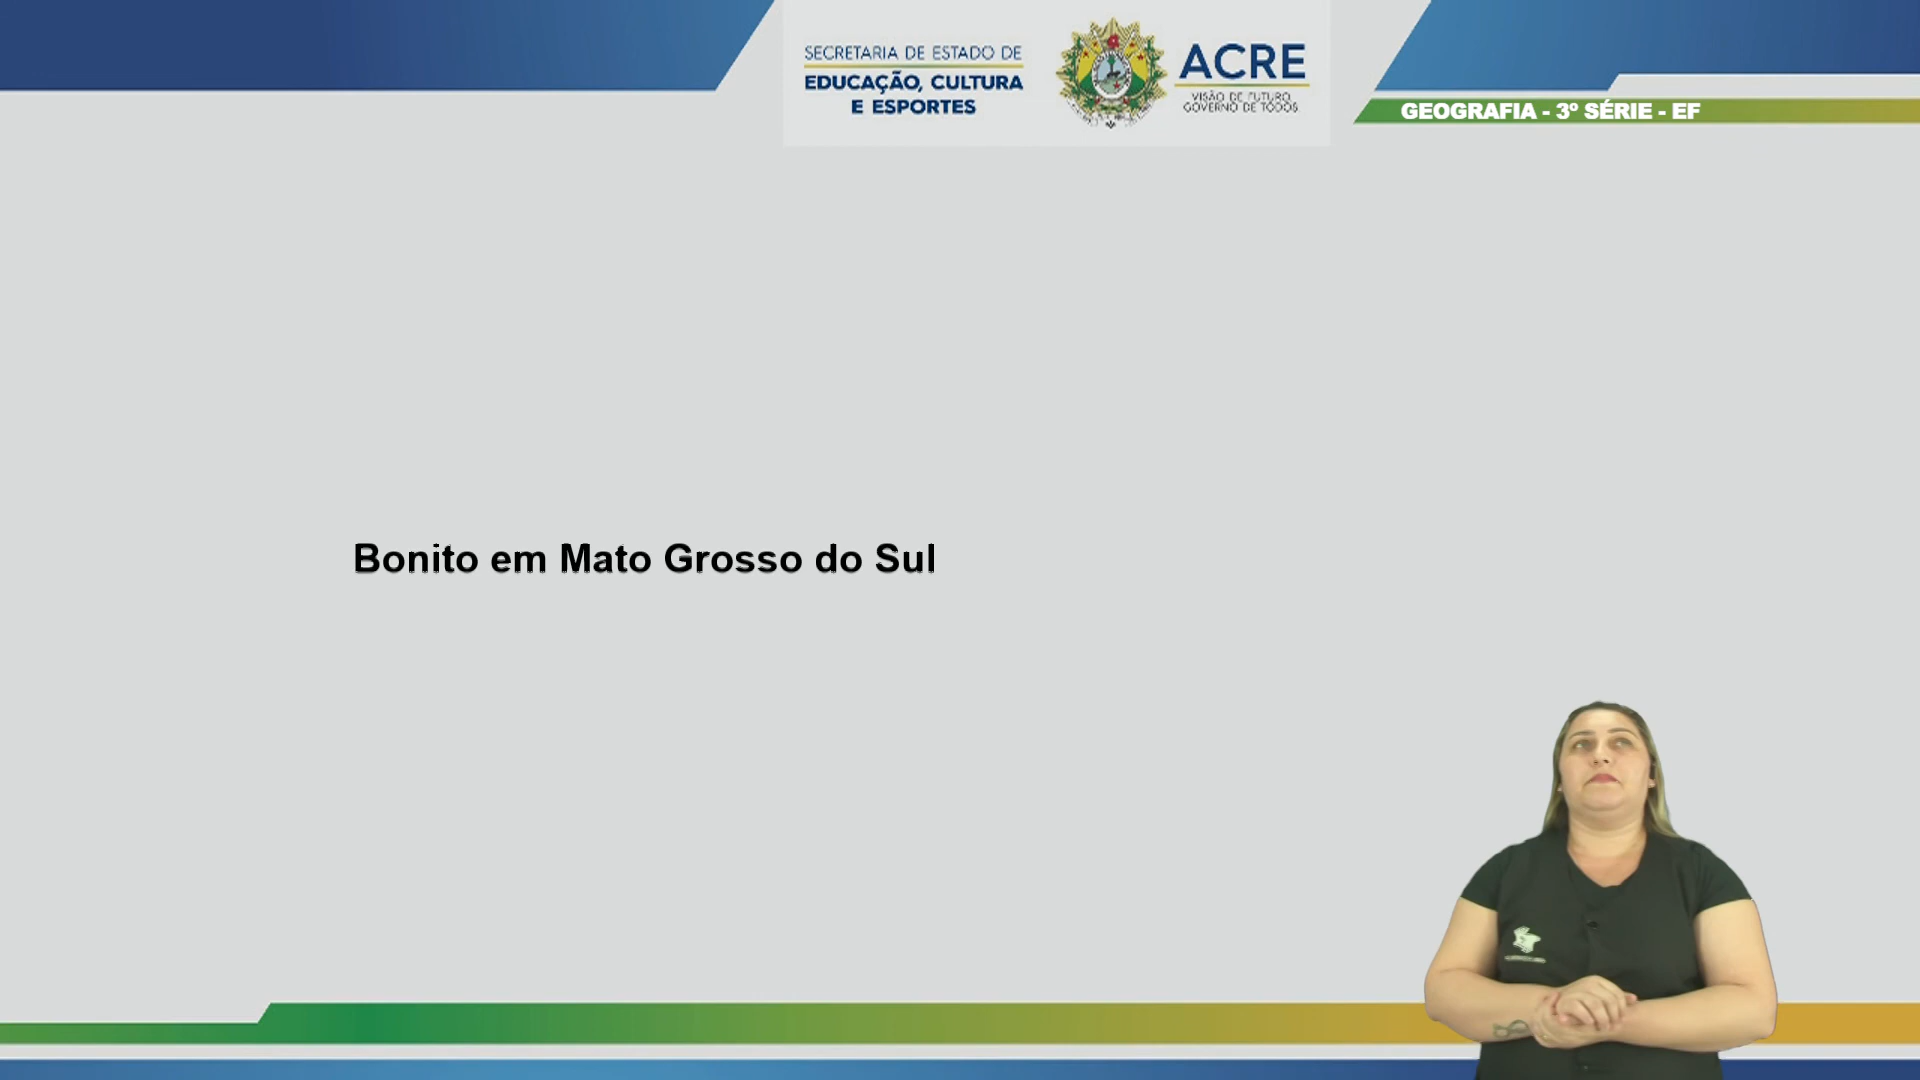 SECRETARIA DE ESTADO DE
EDUCAÇÃO, CULTURA
E ESPORTES
ACRE
VISÃO DE FUTURO,
GOVERNO DE TODOS
GEOGRAFIA - 3º SÉRIE - EF
Bonito em Mato Grosso do Sul